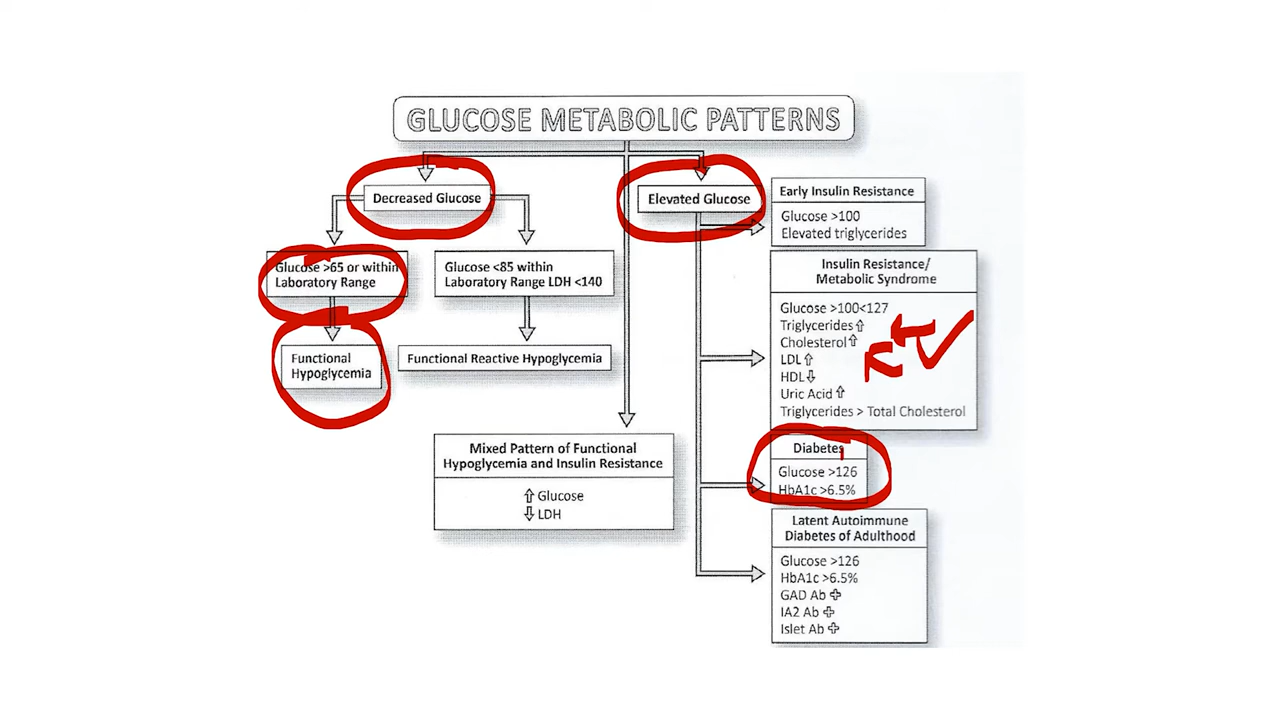 GLUCOSE METABOLIC PATTERNS
Decreased Glucose
Glucose >65 or within
Laboratory Range
Functional
Hypoglycemia
Glucose <85 within
Laboratory Range LDH <140
Functional Reactive Hypoglycemia
Mixed Pattern of Functional
Hypoglycemia and Insulin Resistance
⇧ Glucose
⇩ LDH
Elevated Glucose
Early Insulin Resistance
Glucose >100
Elevated triglycerides
Insulin Resistance/
Metabolic Syndrome
Glucose >100<127
Triglycerides ⇧
Cholesterol ⇧
LDL ⇧
HDL ⇩
Uric Acid ⇧
Triglycerides > Total Cholesterol
Diabetes
Glucose >126
HbA1c >6.5%
Latent Autoimmune
Diabetes of Adulthood
Glucose >126
HbA1c >6.5%
GAD Ab +
IA2 Ab +
Islet Ab +